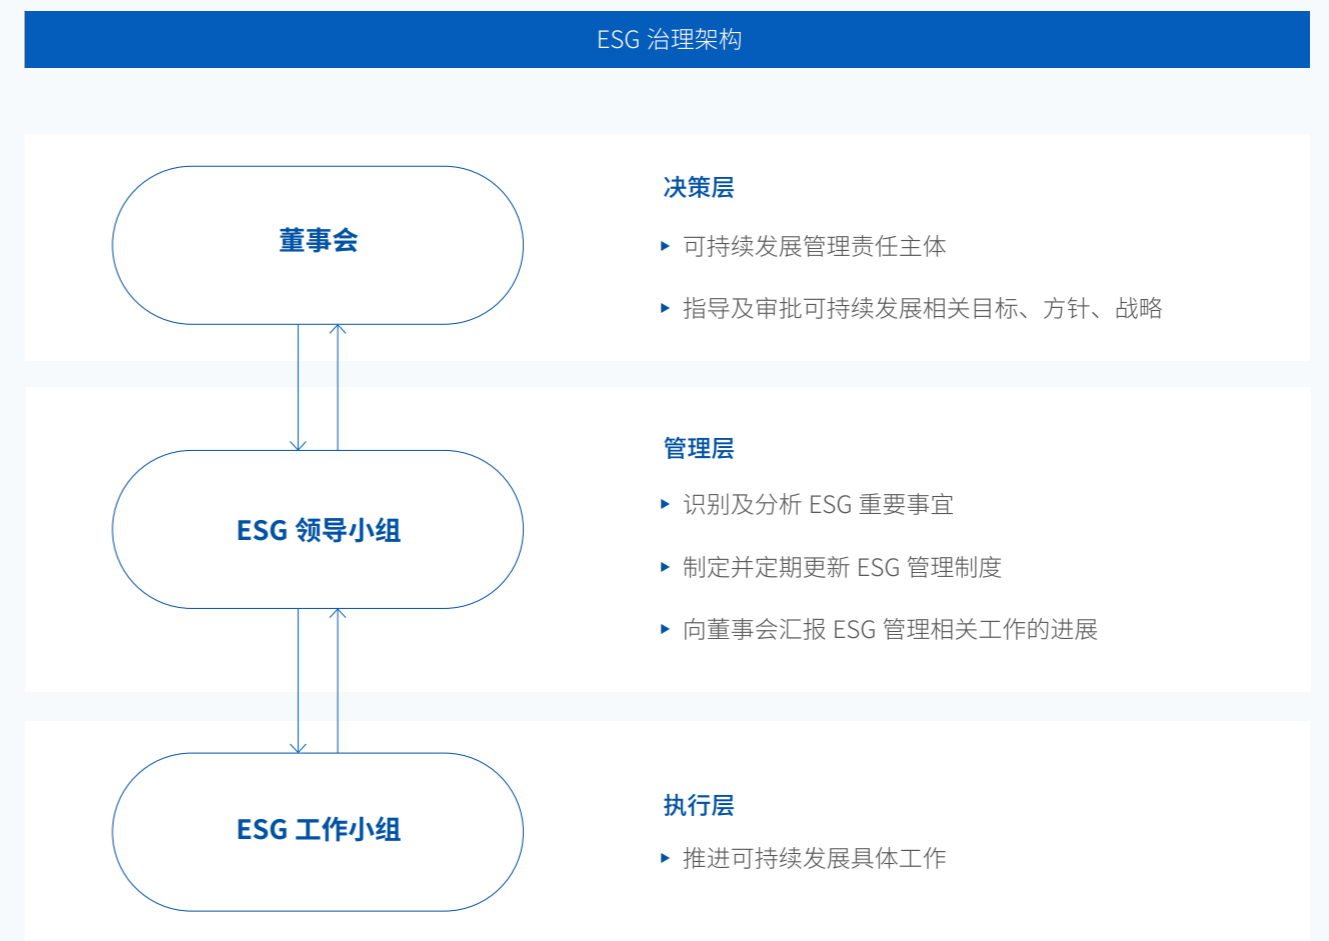 ESG 治理架构
董事会
决策层
可持续发展管理责任主体
指导及审批可持续发展相关目标、方针、战略
ESG 领导小组
管理层
识别及分析 ESG 重要事宜
制定并定期更新 ESG 管理制度
向董事会汇报 ESG 管理相关工作的进展
ESG 工作小组
执行层
推进可持续发展具体工作